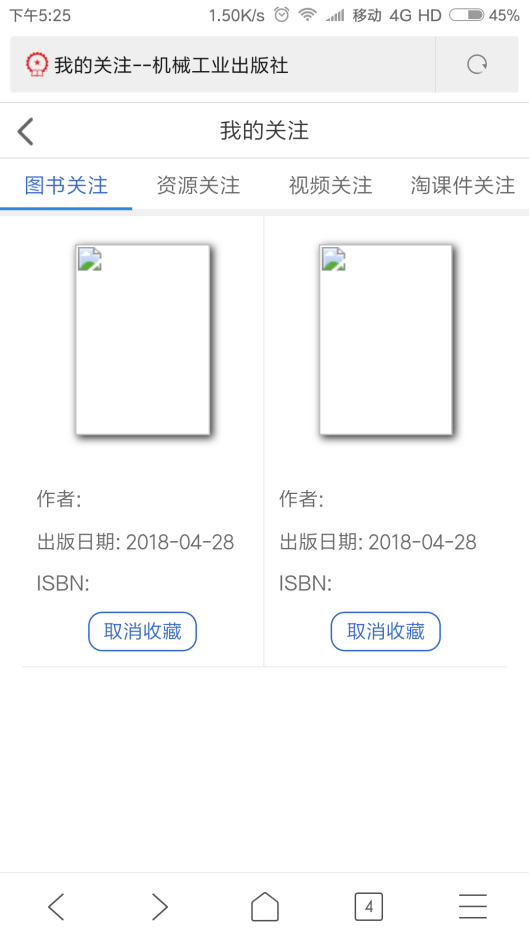 下午5:25 1.50K/s 移动 4G HD 45%
我的关注--机械工业出版社
我的关注
图书关注 资源关注 视频关注 淘课件关注
作者: 作者:
出版日期: 2018-04-28 出版日期: 2018-04-28
ISBN: ISBN:
取消收藏 取消收藏
4